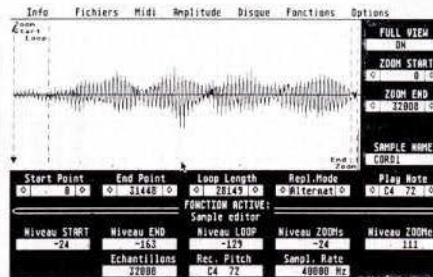 Info Fichiers Midi Amplitude Disque Fonctions Options
Zoom
Start
Loop
FULL VIEW
ON
ZOOM START
0
ZOOM END
32000
SAMPLE NAME
CORD1
End
Zoom
Start Point End Point Loop Length Repl.Mode Play Note
0 31448 28149 Alternat C4 72
FONCTION ACTIVE:
Sample editor
Niveau START Niveau END Niveau LOOP Niveau ZOOMs Niveau ZOOMe
-24 -163 -129 -24 111
Echantillons Rec. Pitch Sampl. Rate
32000 C4 72 40000 Hz